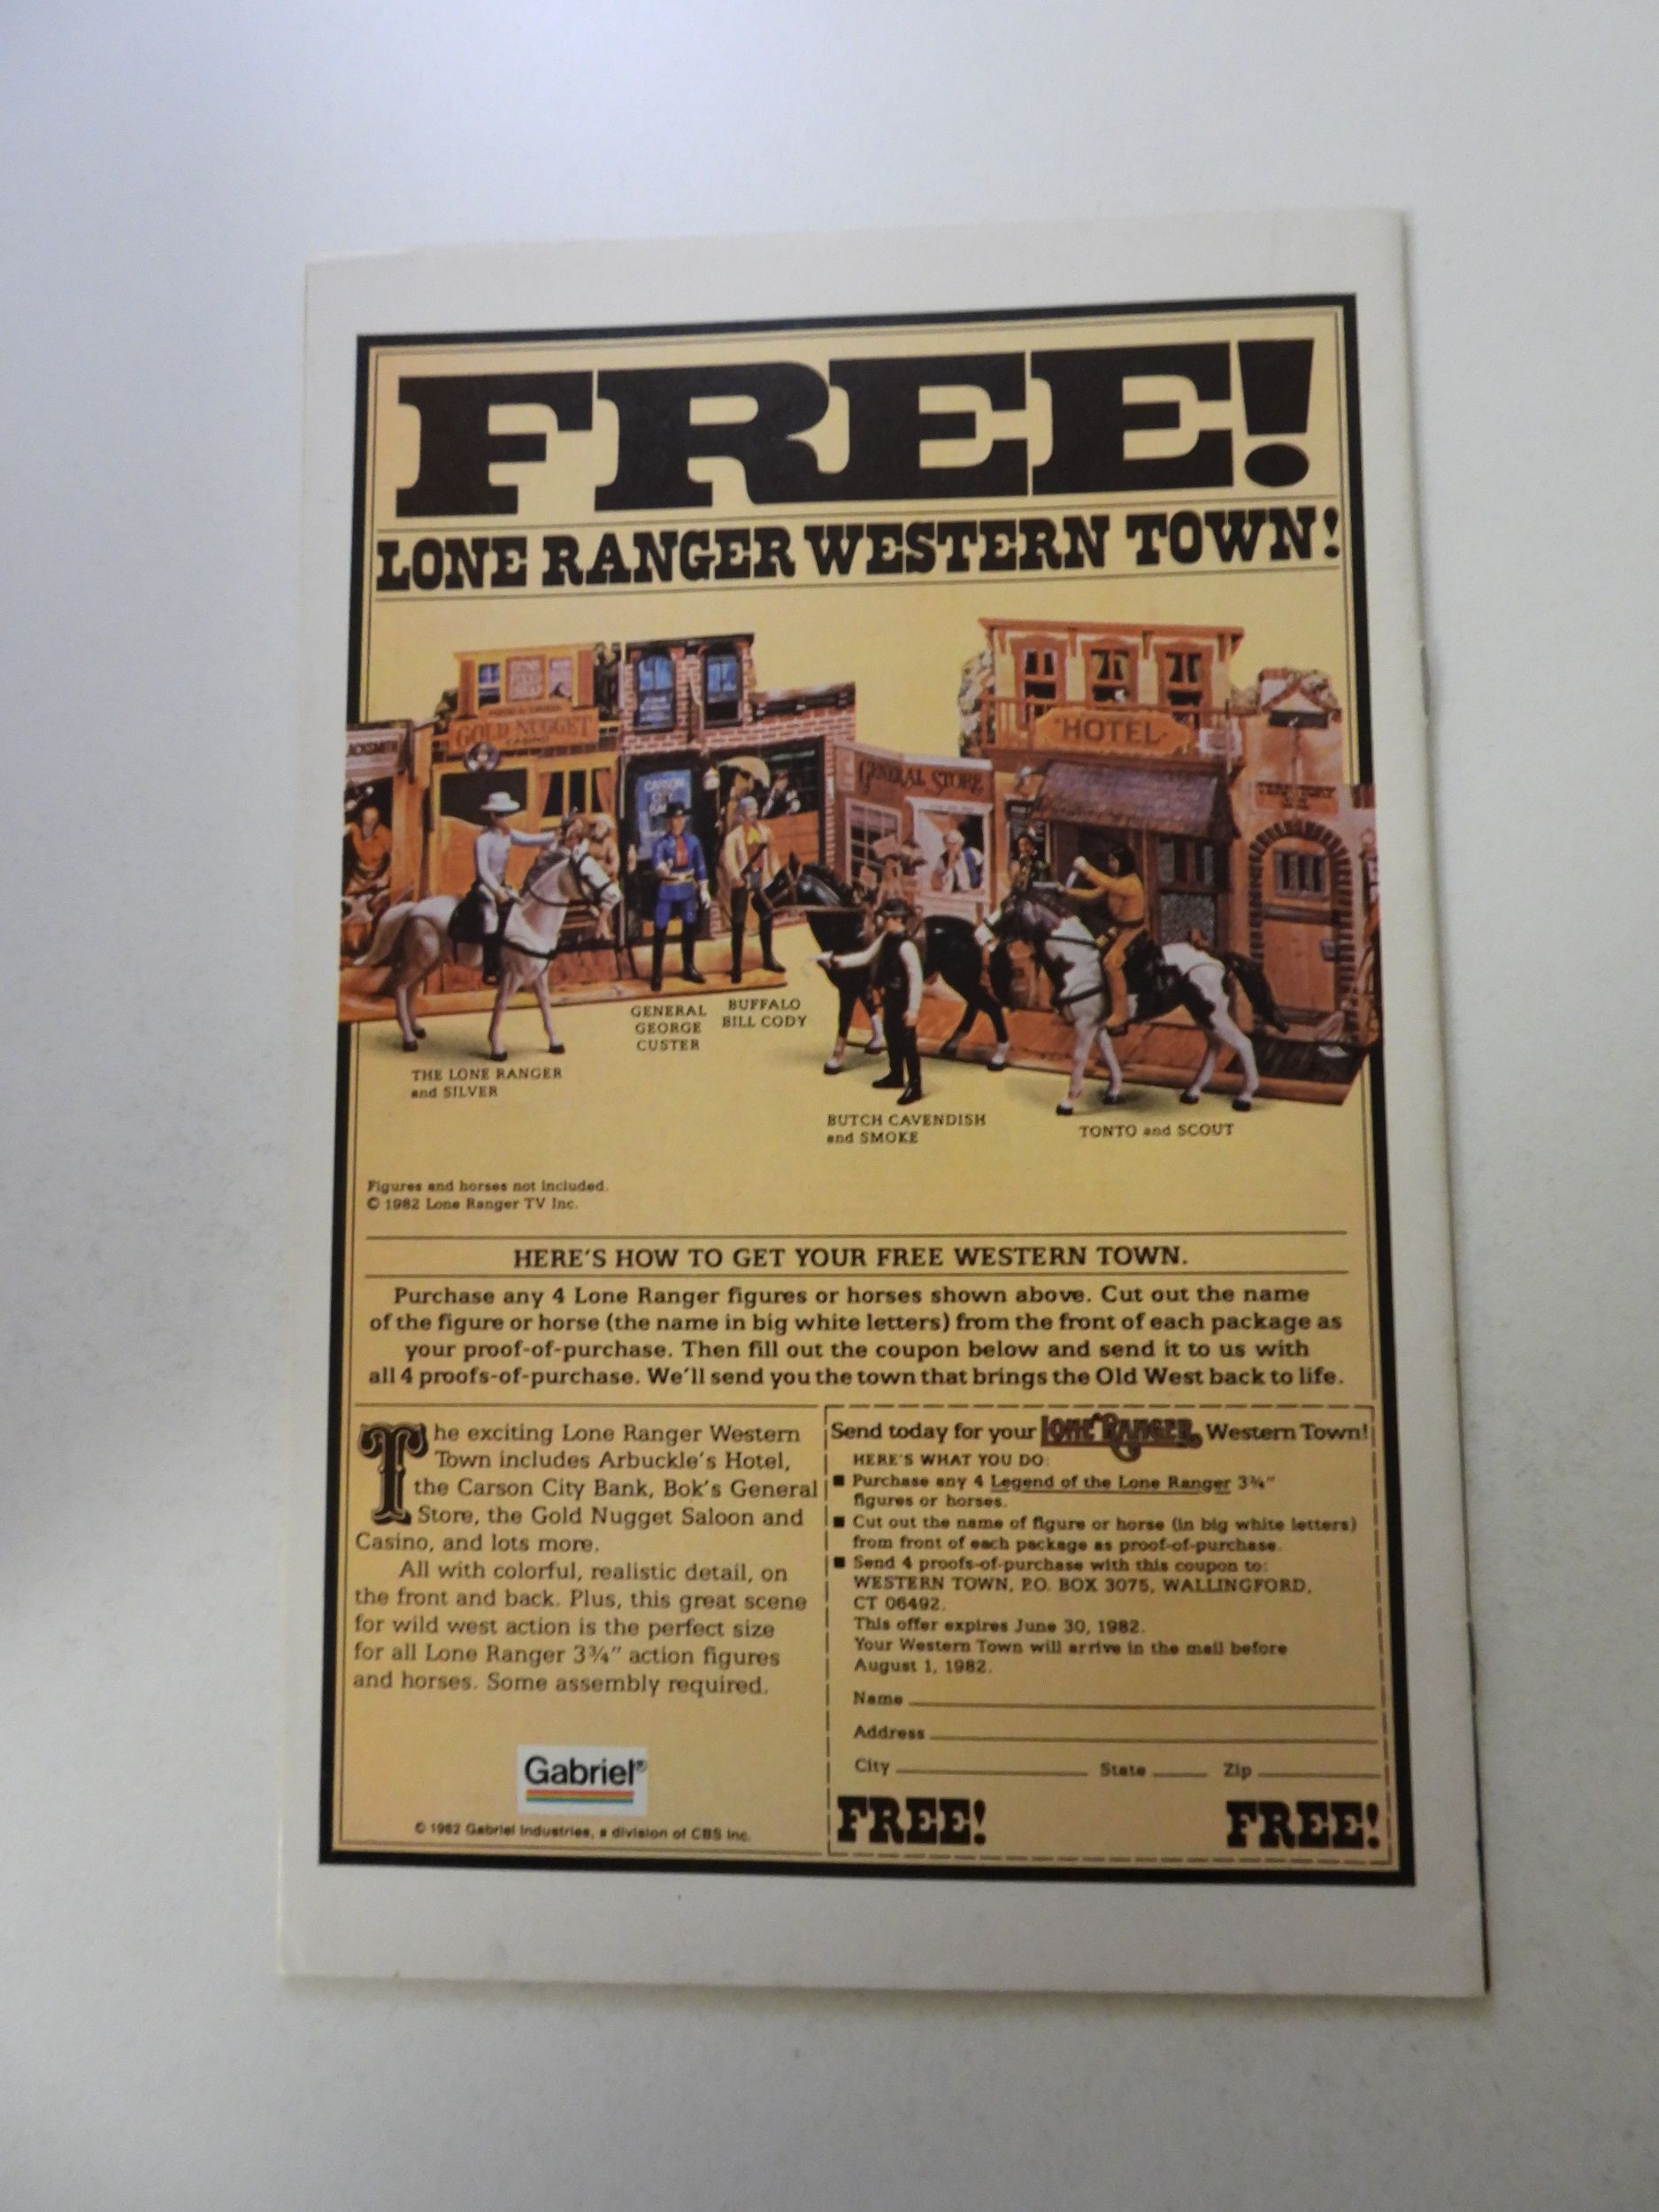 FREE!
LONE RANGER WESTERN TOWN!
GOLD NUGGET
HOTEL
GENERAL STORE
CARSON
GENERAL
GEORGE
CUSTER
BUFFALO
BILL CODY
THE LONE RANGER
and SILVER
BUTCH CAVENDISH
and SMOKE
TONTO and SCOUT
Figures and horses not included.
© 1982 Lone Ranger TV Inc.
HERE'S HOW TO GET YOUR FREE WESTERN TOWN.
Purchase any 4 Lone Ranger figures or horses shown above. Cut out the name
of the figure or horse (the name in big white letters) from the front of each package as
your proof-of-purchase. Then fill out the coupon below and send it to us with
all 4 proofs-of-purchase. We'll send you the town that brings the Old West back to life.
The exciting Lone Ranger Western
Town includes Arbuckle's Hotel,
the Carson City Bank, Bok's General
Store, the Gold Nugget Saloon and
Casino, and lots more.
All with colorful, realistic detail, on
the front and back. Plus, this great scene
for wild west action is the perfect size
for all Lone Ranger 3¾" action figures
and horses. Some assembly required.
Gabriel®
© 1982 Gabriel Industries, a division of CBS Inc.
Send today for your LONE RANGER Western Town!
HERE'S WHAT YOU DO:
■ Purchase any 4 Legend of the Lone Ranger 3¾"
figures or horses.
■ Cut out the name of figure or horse (in big white letters)
from front of each package as proof-of-purchase.
■ Send 4 proofs-of-purchase with this coupon to:
WESTERN TOWN, P.O. BOX 3075, WALLINGFORD,
CT 06492.
This offer expires June 30, 1982.
Your Western Town will arrive in the mail before
August 1, 1982.
Name
Address
City State Zip
FREE! FREE!